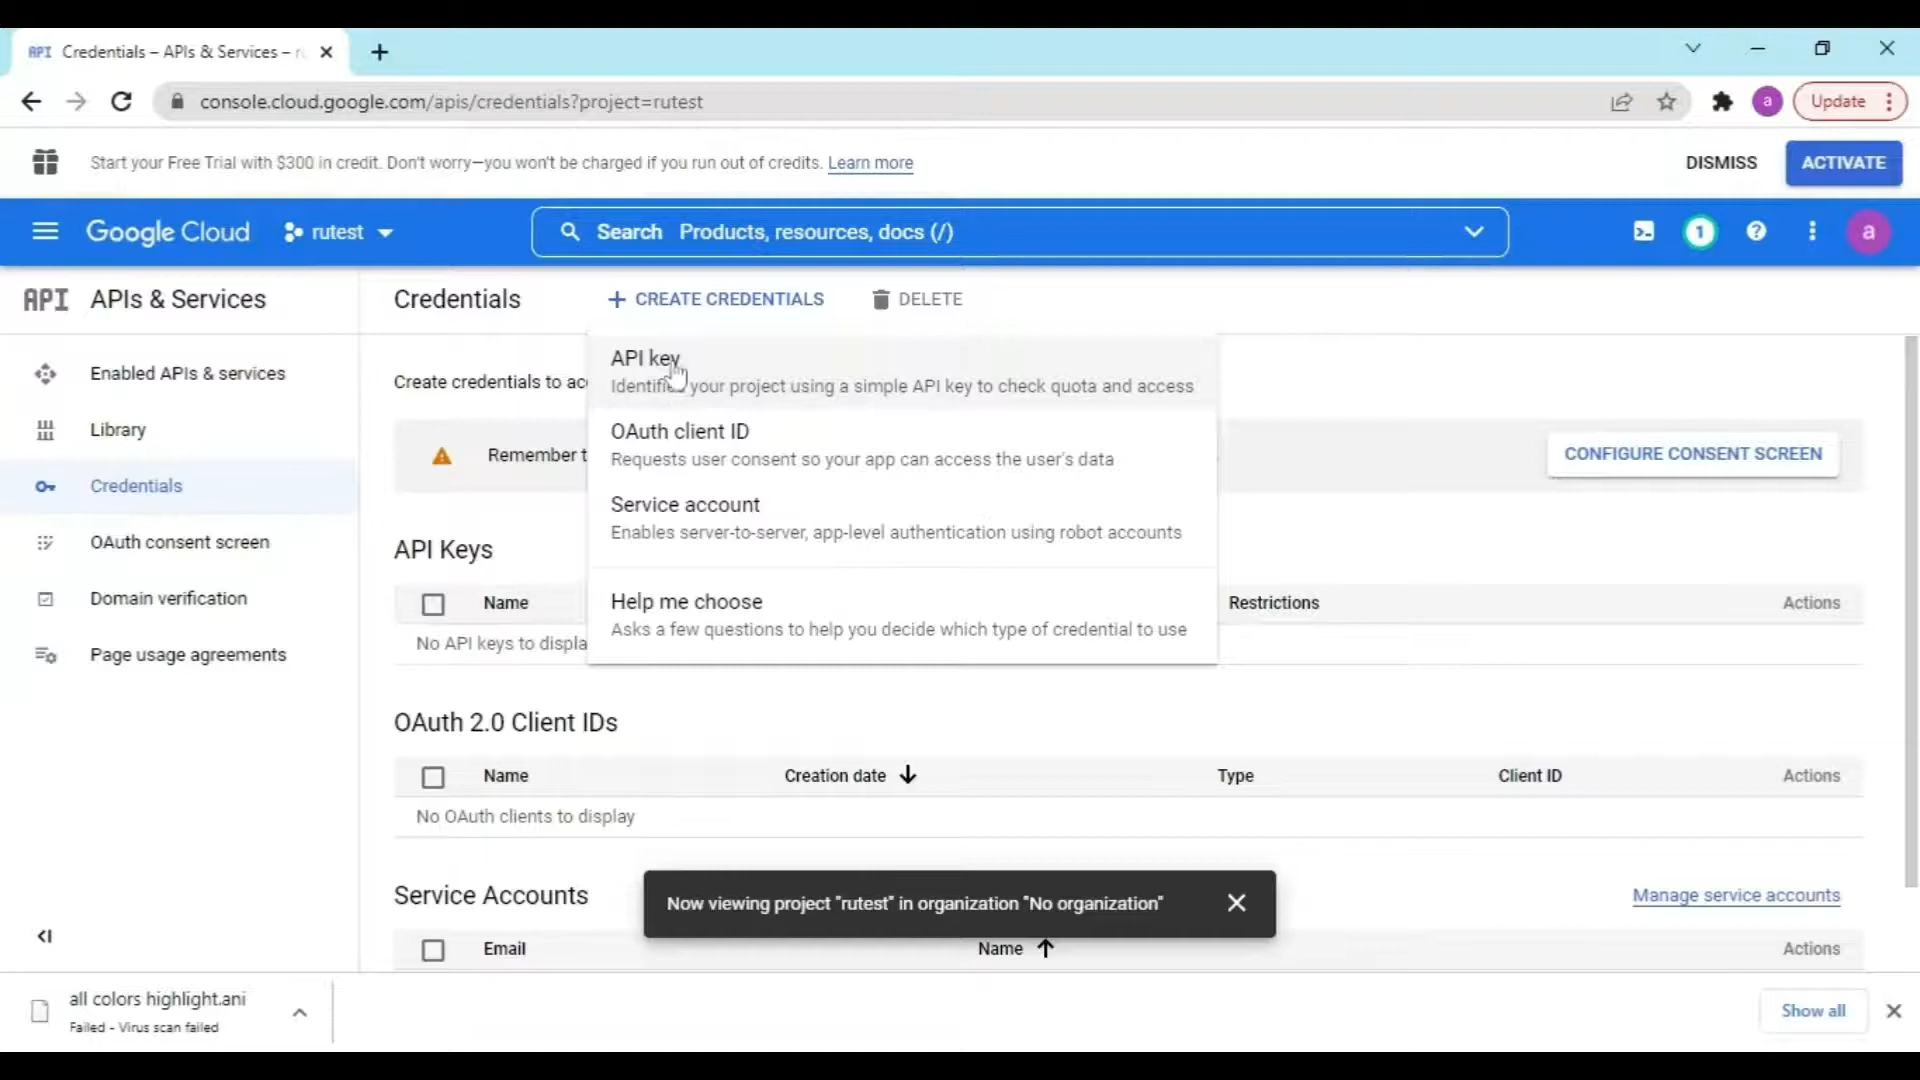 API Credentials – APIs & Services – r
console.cloud.google.com/apis/credentials?project=rutest
a
Update
Start your Free Trial with $300 in credit. Don't worry—you won't be charged if you run out of credits. Learn more
DISMISS
ACTIVATE
Google Cloud
rutest
Search Products, resources, docs (/)
1
a
API APIs & Services
Credentials
+ CREATE CREDENTIALS
DELETE
Enabled APIs & services
Library
Credentials
OAuth consent screen
Domain verification
Page usage agreements
Create credentials to ac
API key
Identifies your project using a simple API key to check quota and access
OAuth client ID
Requests user consent so your app can access the user's data
Service account
Enables server-to-server, app-level authentication using robot accounts
Help me choose
Asks a few questions to help you decide which type of credential to use
Remember t
CONFIGURE CONSENT SCREEN
API Keys
Name
Restrictions
Actions
No API keys to displa
OAuth 2.0 Client IDs
Name
Creation date
Type
Client ID
Actions
No OAuth clients to display
Service Accounts
Manage service accounts
Now viewing project "rutest" in organization "No organization"
Email
Name
Actions
all colors highlight.ani
Failed - Virus scan failed
Show all